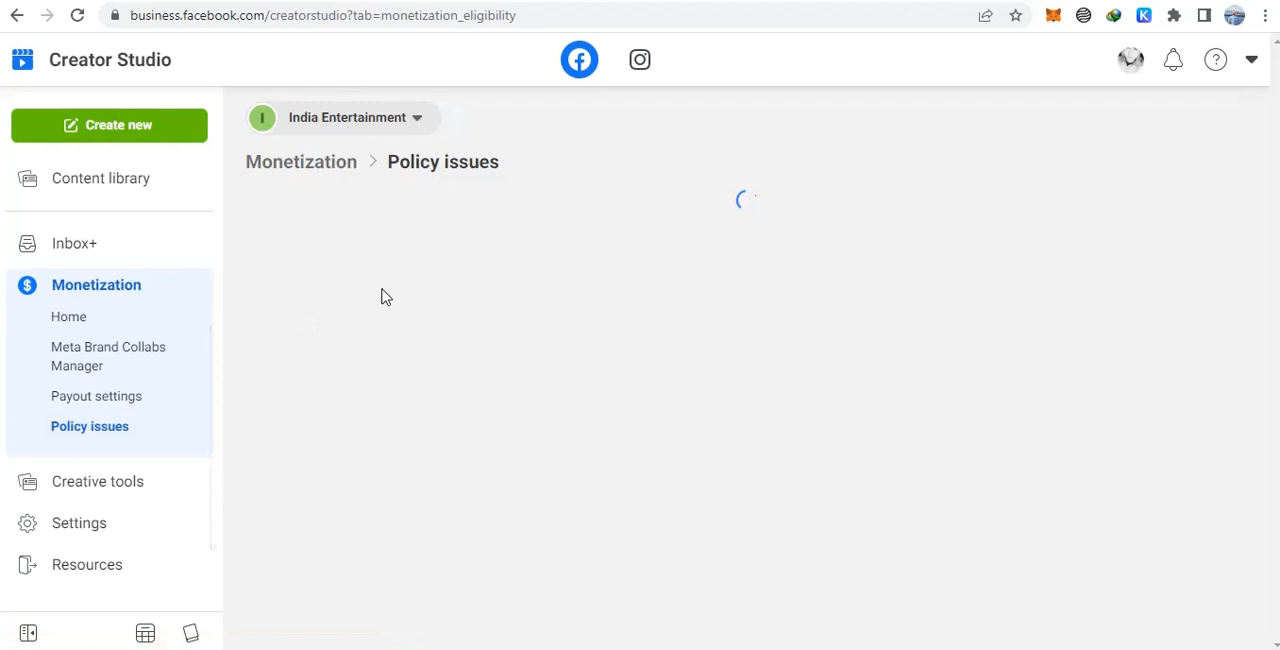 business.facebook.com/creatorstudio?tab=monetization_eligibility
Creator Studio
Create new
Content library
Inbox+
Monetization
Home
Meta Brand Collabs
Manager
Payout settings
Policy issues
Creative tools
Settings
Resources
I India Entertainment
Monetization > Policy issues